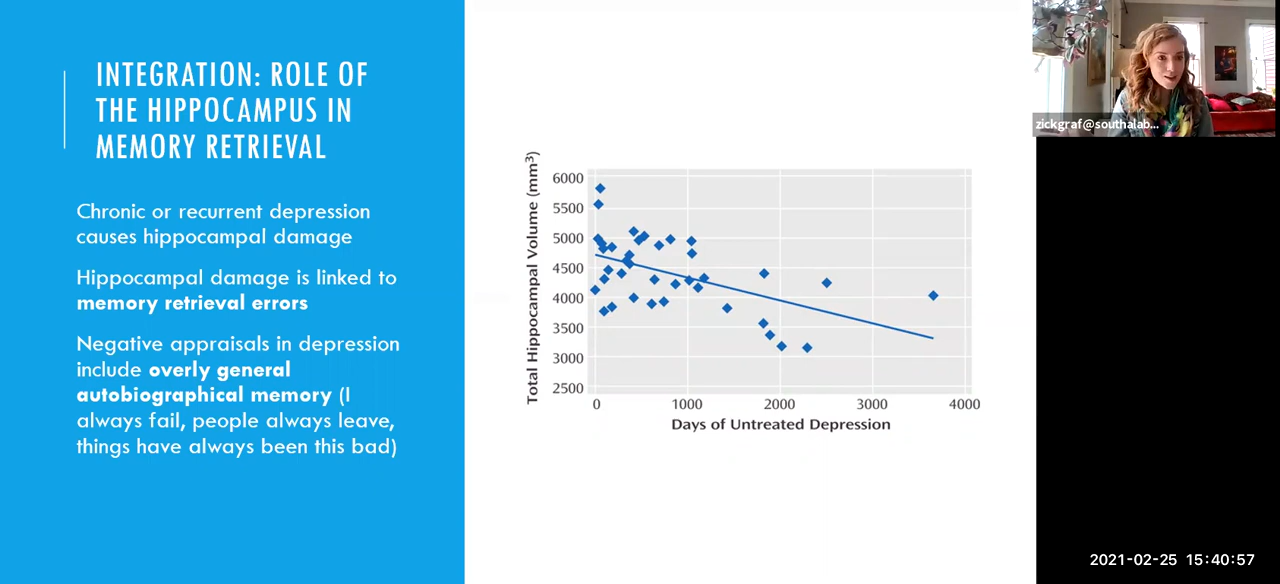 INTEGRATION: ROLE OF
THE HIPPOCAMPUS IN
MEMORY RETRIEVAL
Chronic or recurrent depression
causes hippocampal damage
Hippocampal damage is linked to
memory retrieval errors
Negative appraisals in depression
include overly general
autobiographical memory (I
always fail, people always leave,
things have always been this bad)
Total Hippocampal Volume (mm³)
6000
5500
5000
4500
4000
3500
3000
2500
0 1000 2000 3000 4000
Days of Untreated Depression
zickgraf@southalab...
2021-02-25 15:40:57